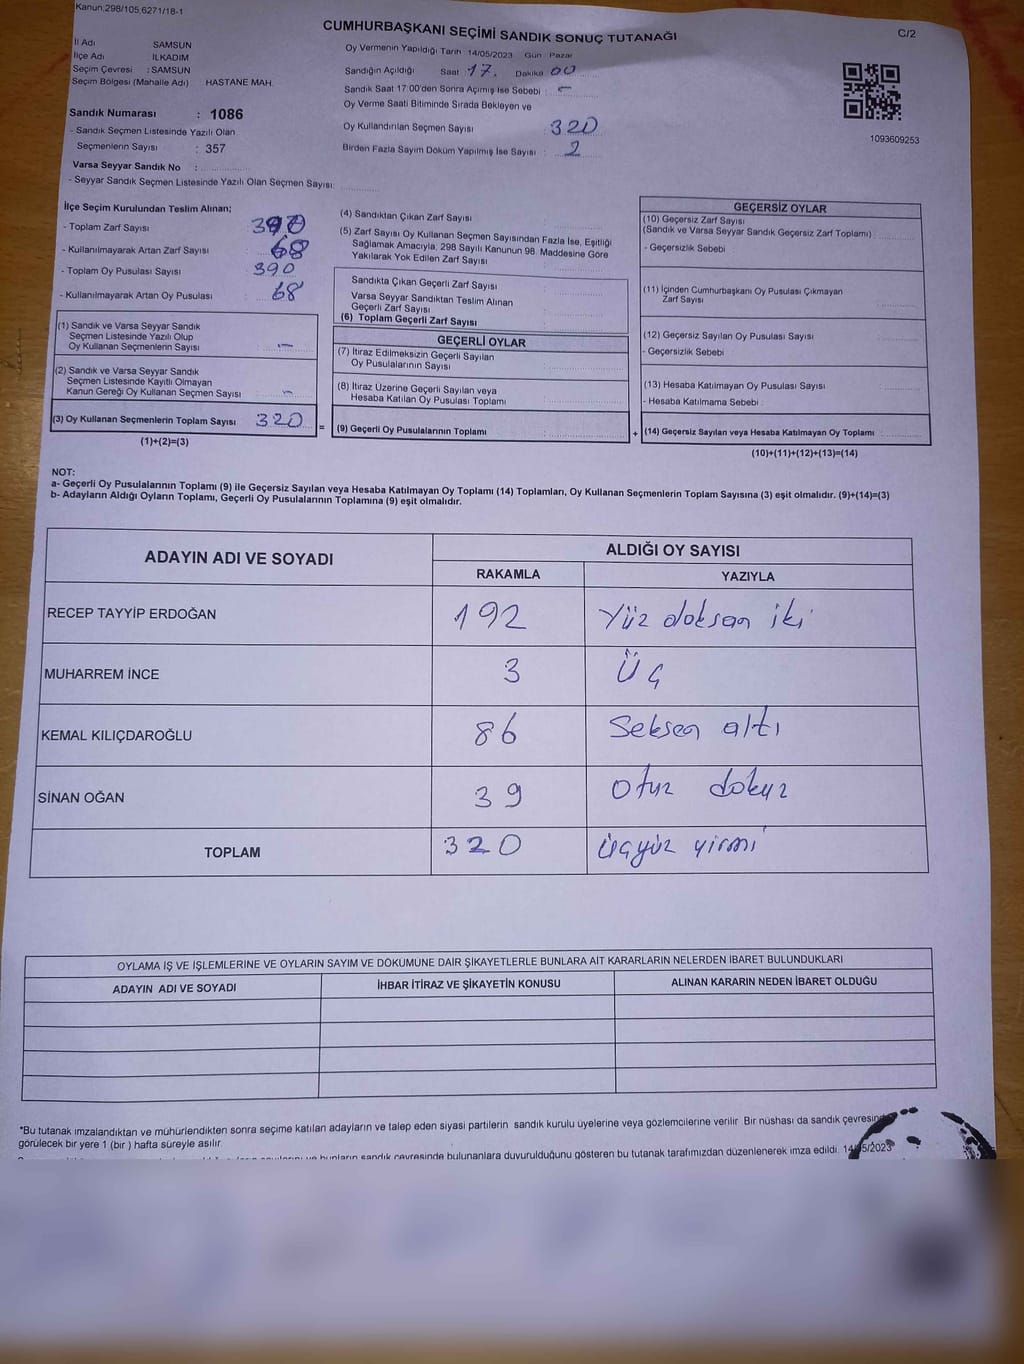 Kanun,298/105,6271/18-1
CUMHURBAŞKANI SEÇİMİ SANDIK SONUÇ TUTANAĞI
C/2
İl Adı SAMSUN
İlçe Adı İLKADIM
Seçim Çevresi : SAMSUN
Seçim Bölgesi (Mahalle Adı) HASTANE MAH.
Sandık Numarası : 1086
- Sandık Seçmen Listesinde Yazılı Olan
Seçmenlerin Sayısı : 357
Varsa Seyyar Sandık No :
- Seyyar Sandık Seçmen Listesinde Yazılı Olan Seçmen Sayısı:
Oy Vermenin Yapıldığı Tarih : 14/05/2023 Gün : Pazar
Sandığın Açıldığı Saat : 17. Dakika 00
Sandık Saat 17:00'den Sonra Açımış İse Sebebi : -
Oy Verme Saati Bitiminde Sırada Bekleyen ve
Oy Kullandırılan Seçmen Sayısı : 320
Birden Fazla Sayım Döküm Yapılmış İse Sayısı : 2
1093609253
İlçe Seçim Kurulundan Teslim Alınan;
- Toplam Zarf Sayısı : 390
- Kullanılmayarak Artan Zarf Sayısı : 68
- Toplam Oy Pusulası Sayısı : 390
- Kullanılmayarak Artan Oy Pusulası : 68
(1) Sandık ve Varsa Seyyar Sandık
Seçmen Listesinde Yazılı Olup
Oy Kullanan Seçmenlerin Sayısı : -
(2) Sandık ve Varsa Seyyar Sandık
Seçmen Listesinde Kayıtlı Olmayan
Kanun Gereği Oy Kullanan Seçmen Sayısı : -
(3) Oy Kullanan Seçmenlerin Toplam Sayısı 320
=
(1)+(2)=(3)
(4) Sandıktan Çıkan Zarf Sayısı
(5) Zarf Sayısı Oy Kullanan Seçmen Sayısından Fazla İse, Eşitliği
Sağlamak Amacıyla, 298 Sayılı Kanunun 98. Maddesine Göre
Yakılarak Yok Edilen Zarf Sayısı
Sandıkta Çıkan Geçerli Zarf Sayısı
Varsa Seyyar Sandıktan Teslim Alınan
Geçerli Zarf Sayısı
(6) Toplam Geçerli Zarf Sayısı
GEÇERLİ OYLAR
(7) İtiraz Edilmeksizin Geçerli Sayılan
Oy Pusulalarının Sayısı
(8) İtiraz Üzerine Geçerli Sayılan veya
Hesaba Katılan Oy Pusulası Toplamı
(9) Geçerli Oy Pusulalarının Toplamı
+
GEÇERSİZ OYLAR
(10) Geçersiz Zarf Sayısı
(Sandık ve Varsa Seyyar Sandık Geçersiz Zarf Toplamı)
- Geçersizlik Sebebi
(11) İçinden Cumhurbaşkanı Oy Pusulası Çıkmayan
Zarf Sayısı
(12) Geçersiz Sayılan Oy Pusulası Sayısı
- Geçersizlik Sebebi
(13) Hesaba Katılmayan Oy Pusulası Sayısı
- Hesaba Katılmama Sebebi :
(14) Geçersiz Sayılan veya Hesaba Katılmayan Oy Toplamı
(10)+(11)+(12)+(13)=(14)
NOT:
a- Geçerli Oy Pusulalarının Toplamı (9) ile Geçersiz Sayılan veya Hesaba Katılmayan Oy Toplamı (14) Toplamları, Oy Kullanan Seçmenlerin Toplam Sayısına (3) eşit olmalıdır. (9)+(14)=(3)
b- Adayların Aldığı Oyların Toplamı, Geçerli Oy Pusulalarının Toplamına (9) eşit olmalıdır.
ADAYIN ADI VE SOYADI
ALDIĞI OY SAYISI
RAKAMLA YAZIYLA
RECEP TAYYİP ERDOĞAN 192 Yüz doksan iki
MUHARREM İNCE 3 Üç
KEMAL KILIÇDAROĞLU 86 Seksen altı
SİNAN OĞAN 39 Otuz dokuz
TOPLAM 320 üçyüz yirmi
OYLAMA İŞ VE İŞLEMLERİNE VE OYLARIN SAYIM VE DÖKÜMÜNE DAİR ŞİKAYETLERLE BUNLARA AİT KARARLARIN NELERDEN İBARET BULUNDUKLARI
ADAYIN ADI VE SOYADI İHBAR İTİRAZ VE ŞİKAYETİN KONUSU ALINAN KARARIN NEDEN İBARET OLDUĞU
*Bu tutanak imzalandıktan ve mühürlendikten sonra seçime katılan adayların ve talep eden siyasi partilerin sandık kurulu üyelerine veya gözlemcilerine verilir. Bir nüshası da sandık çevresinde
görülecek bir yere 1 (bir ) hafta süreyle asılır.
bunların sandık çevresinde bulunanlara duyurulduğunu gösteren bu tutanak tarafımızdan düzenlenerek imza edildi. 14/05/2023